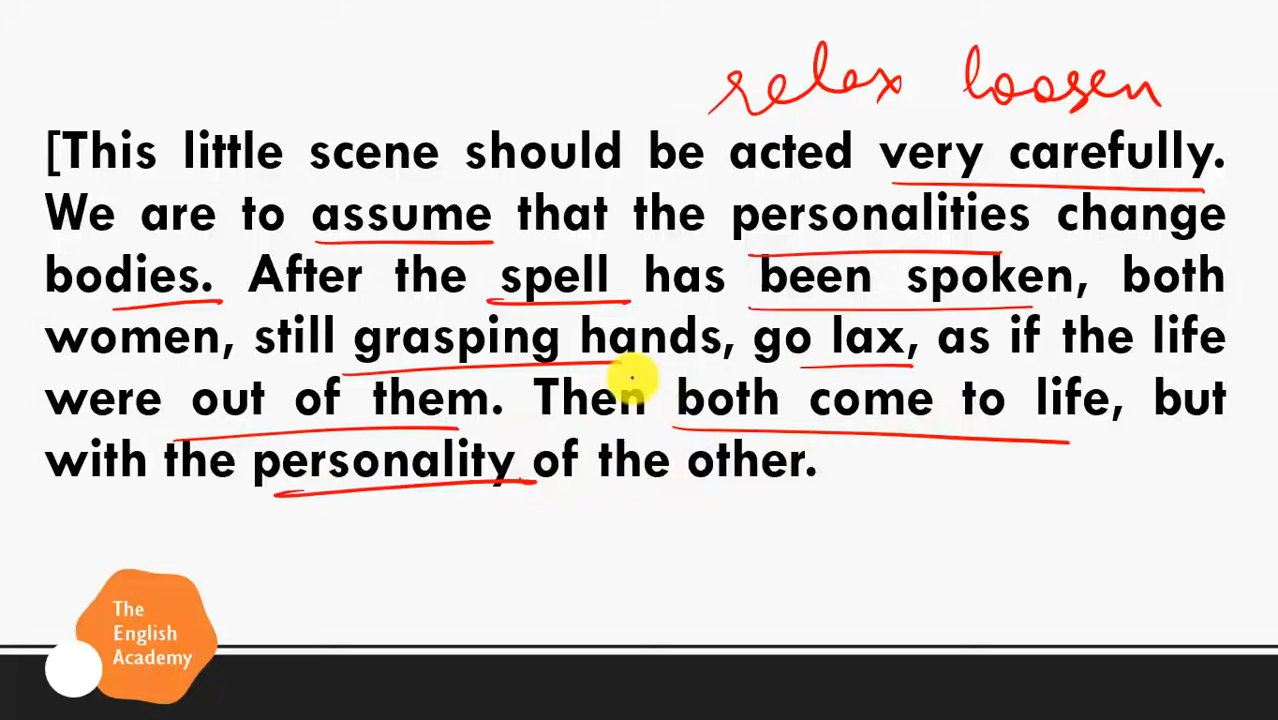 relax loosen
[This little scene should be acted very carefully.
We are to assume that the personalities change
bodies. After the spell has been spoken, both
women, still grasping hands, go lax, as if the life
were out of them. Then both come to life, but
with the personality of the other.
The
English
Academy